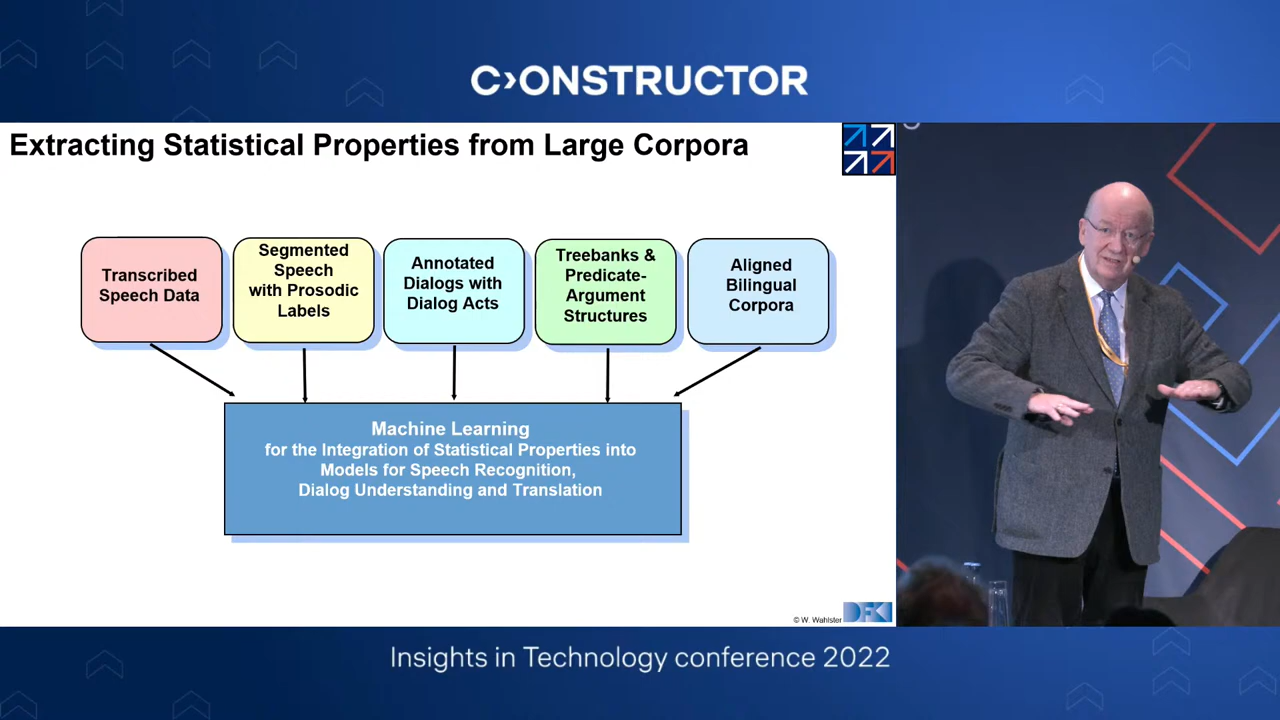 C›ONSTRUCTOR
Extracting Statistical Properties from Large Corpora
Transcribed
Speech Data
Segmented
Speech
with Prosodic
Labels
Annotated
Dialogs with
Dialog Acts
Treebanks &
Predicate-
Argument
Structures
Aligned
Bilingual
Corpora
Machine Learning
for the Integration of Statistical Properties into
Models for Speech Recognition,
Dialog Understanding and Translation
© W. Wahlster
DFKI
Insights in Technology conference 2022